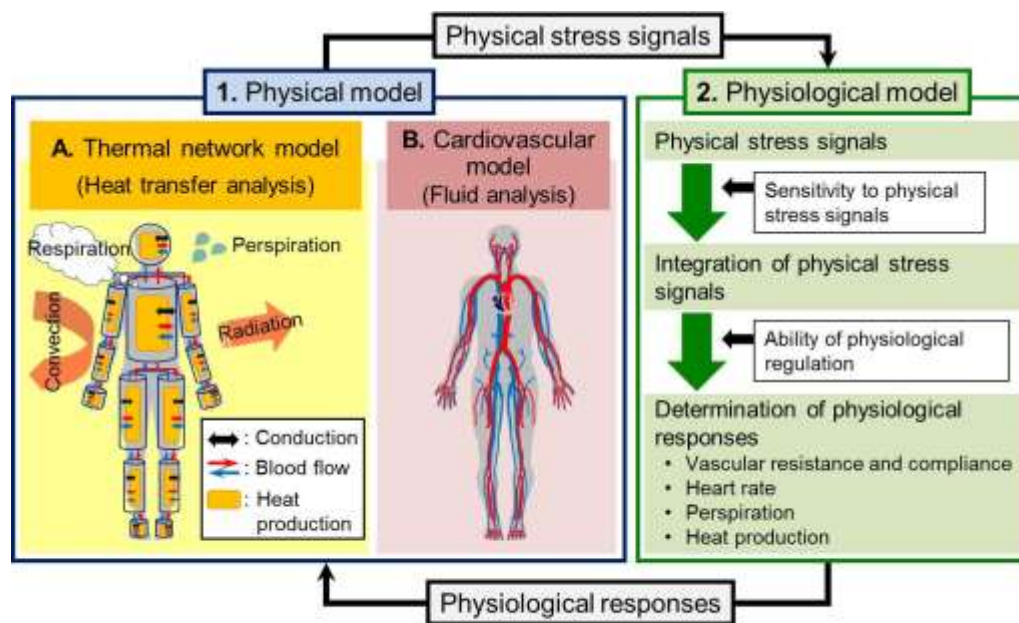 Physical stress signals
1. Physical model
A. Thermal network model
(Heat transfer analysis)
Respiration
Perspiration
Convection
Radiation
: Conduction
: Blood flow
: Heat
production
B. Cardiovascular
model
(Fluid analysis)
2. Physiological model
Physical stress signals
Sensitivity to physical
stress signals
Integration of physical stress
signals
Ability of physiological
regulation
Determination of physiological
responses
• Vascular resistance and compliance
• Heart rate
• Perspiration
• Heat production
Physiological responses